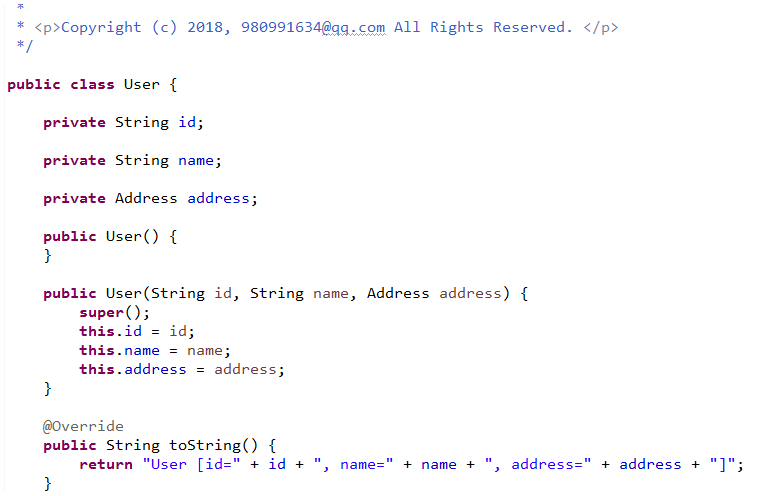 *
* <p>Copyright (c) 2018, 980991634@qq.com All Rights Reserved. </p>
*/
public class User {
private String id;
private String name;
private Address address;
public User() {
}
public User(String id, String name, Address address) {
super();
this.id = id;
this.name = name;
this.address = address;
}
@Override
public String toString() {
return "User [id=" + id + ", name=" + name + ", address=" + address + "]";
}